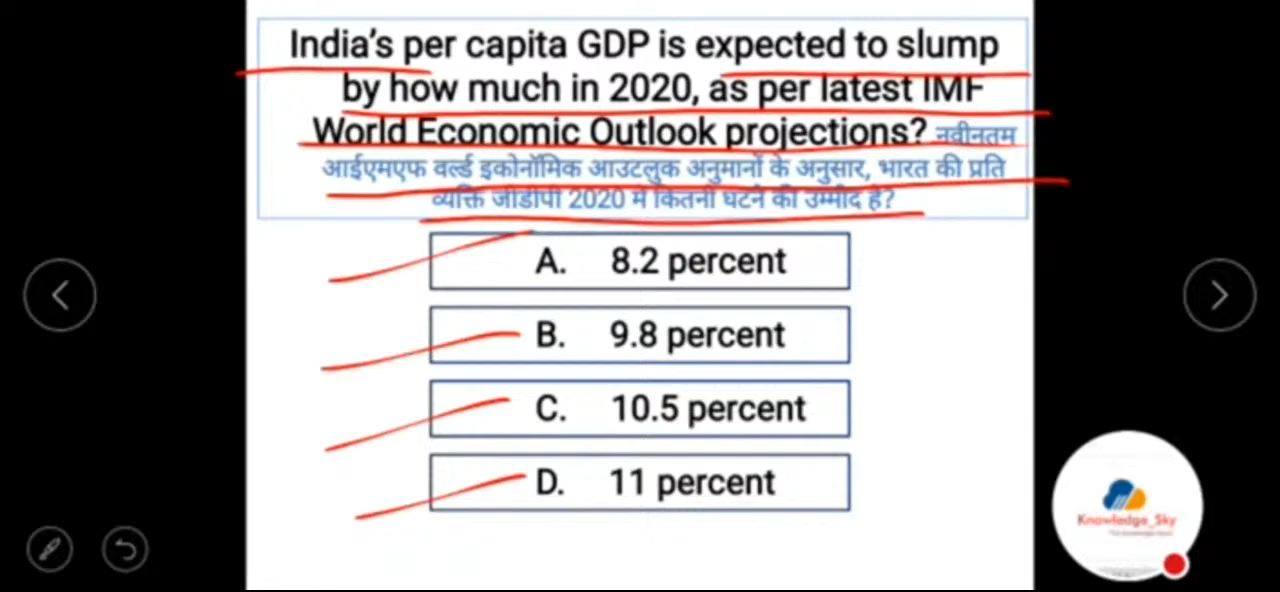 India's per capita GDP is expected to slump
by how much in 2020, as per latest IMF
World Economic Outlook projections? नवीनतम
आईएमएफ वर्ल्ड इकोनॉमिक आउटलुक अनुमानों के अनुसार, भारत की प्रति
व्यक्ति जीडीपी 2020 में कितनी घटने की उम्मीद है?
A. 8.2 percent
B. 9.8 percent
C. 10.5 percent
D. 11 percent
Knowledge_Sky